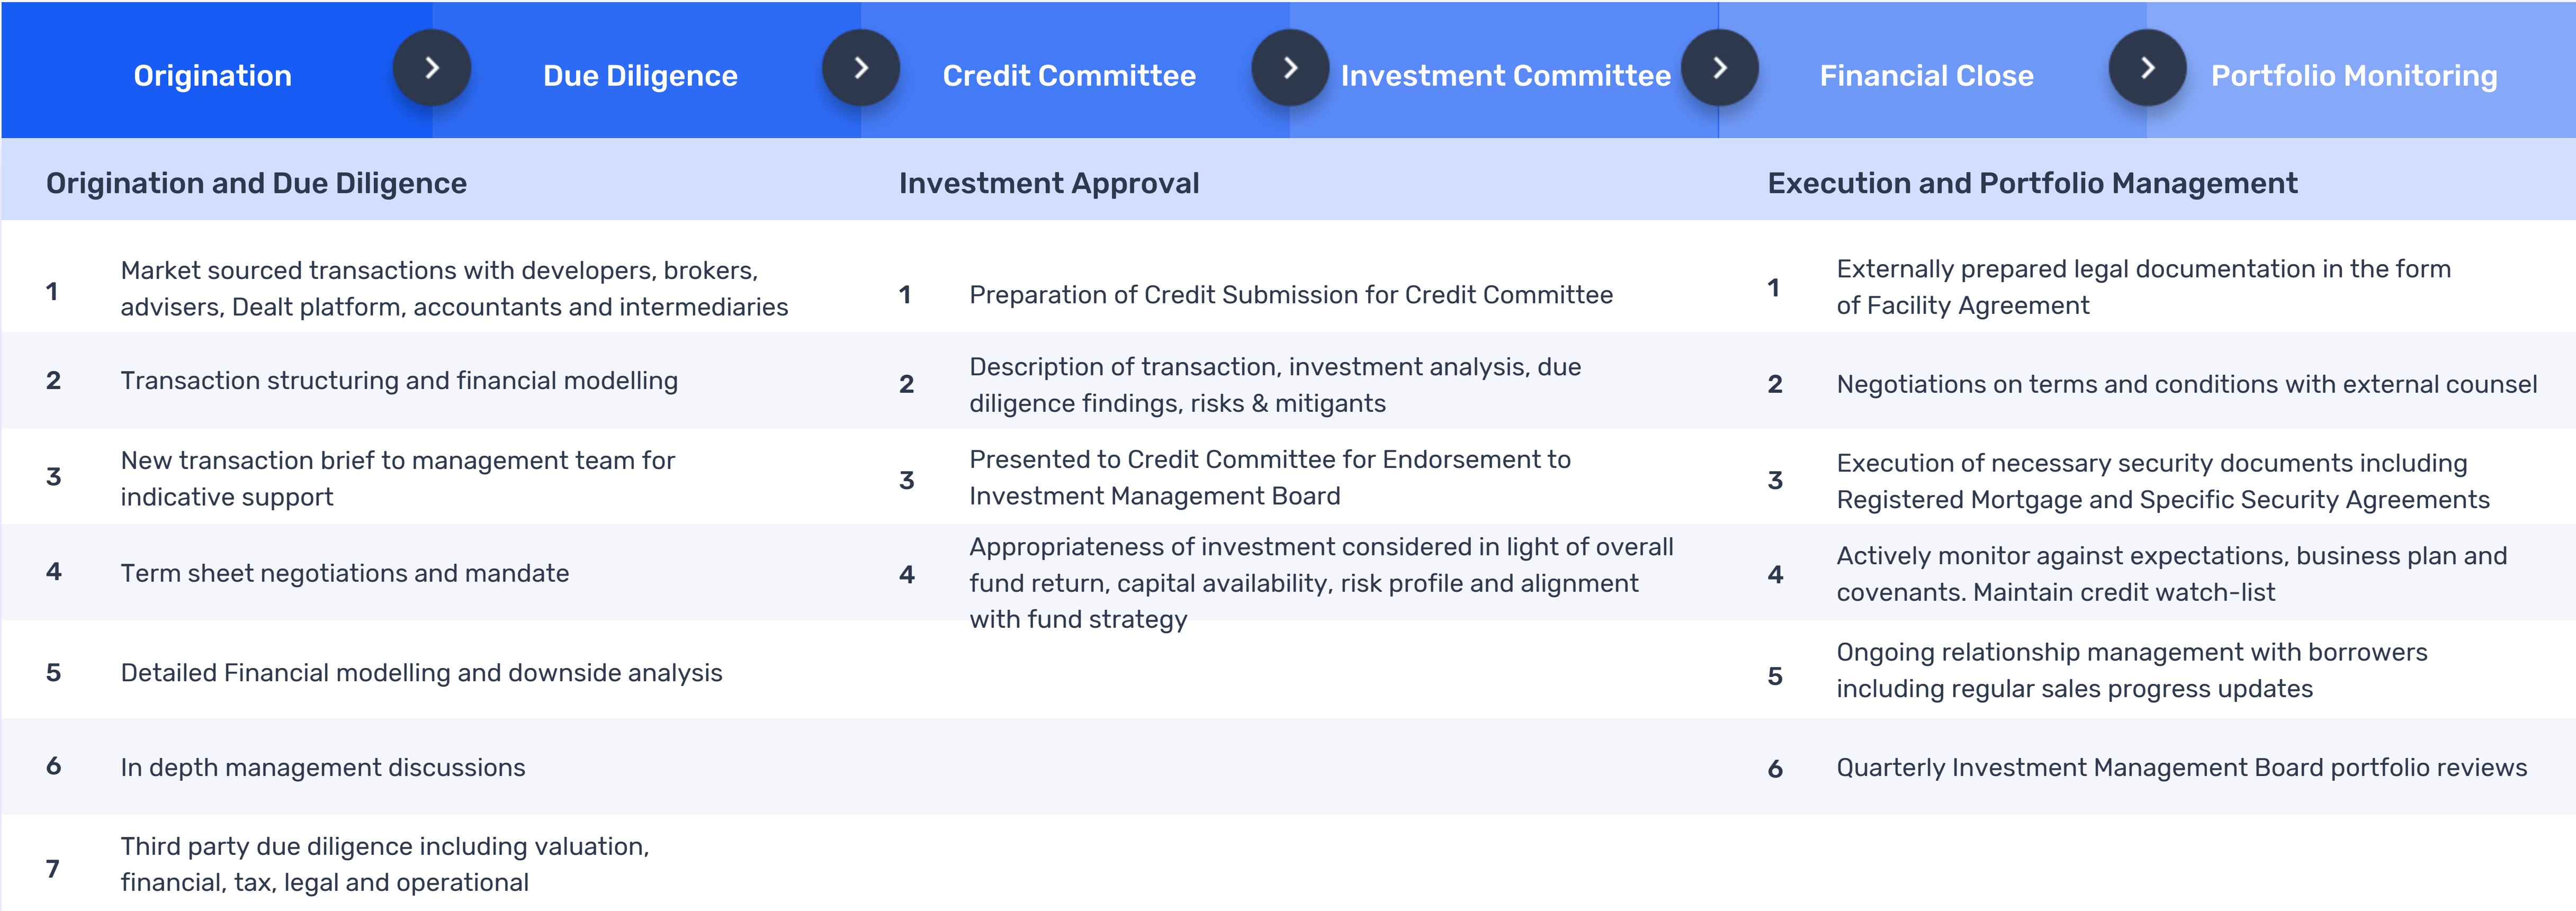 Origination
Due Diligence
Credit Committee
Investment Committee
Financial Close
Portfolio Monitoring
Origination and Due Diligence
1
Market sourced transactions with developers, brokers,
advisers, Dealt platform, accountants and intermediaries
2
Transaction structuring and financial modelling
3
New transaction brief to management team for
indicative support
4
Term sheet negotiations and mandate
5
Detailed Financial modelling and downside analysis
6
In depth management discussions
7
Third party due diligence including valuation,
financial, tax, legal and operational
Investment Approval
1
Preparation of Credit Submission for Credit Committee
2
Description of transaction, investment analysis, due
diligence findings, risks & mitigants
3
Presented to Credit Committee for Endorsement to
Investment Management Board
4
Appropriateness of investment considered in light of overall
fund return, capital availability, risk profile and alignment
with fund strategy
Execution and Portfolio Management
1
Externally prepared legal documentation in the form
of Facility Agreement
2
Negotiations on terms and conditions with external counsel
3
Execution of necessary security documents including
Registered Mortgage and Specific Security Agreements
4
Actively monitor against expectations, business plan and
covenants. Maintain credit watch-list
5
Ongoing relationship management with borrowers
including regular sales progress updates
6
Quarterly Investment Management Board portfolio reviews